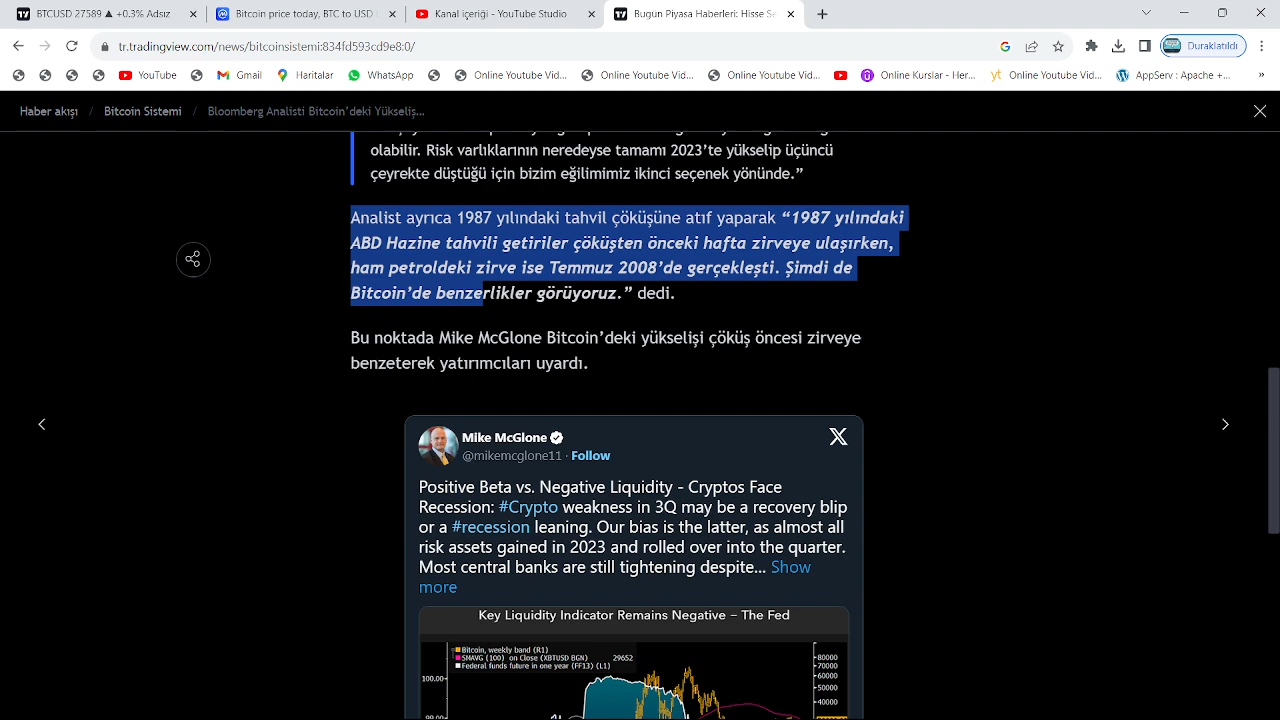 BTCUSD 27589 ▲ +0.3% Sınır
Bitcoin price today, BTC to USD l
Kanal içeriği - YouTube Studio
Bugün Piyasa Haberleri: Hisse Se
tr.tradingview.com/news/bitcoinsistemi:834fd593cd9e8:0/
Duraklatıldı
YouTube
Gmail
Haritalar
WhatsApp
Online Youtube Vid...
Online Youtube Vid...
Online Youtube Vid...
Online Kurslar - Her...
Online Youtube Vid...
AppServ : Apache +...
Haber akışı / Bitcoin Sistemi / Bloomberg Analisti Bitcoin’deki Yükseliş...
olabilir. Risk varlıklarının neredeyse tamamı 2023’te yükselip üçüncü
çeyrekte düştüğü için bizim eğilimimiz ikinci seçenek yönünde.”
Analist ayrıca 1987 yılındaki tahvil çöküşüne atıf yaparak “1987 yılındaki
ABD Hazine tahvili getiriler çöküşten önceki hafta zirveye ulaşırken,
ham petroldeki zirve ise Temmuz 2008’de gerçekleşti. Şimdi de
Bitcoin’de benzerlikler görüyoruz.” dedi.
Bu noktada Mike McGlone Bitcoin’deki yükselişi çöküş öncesi zirveye
benzeterek yatırımcıları uyardı.
Mike McGlone
@mikemcglone11 · Follow
Positive Beta vs. Negative Liquidity - Cryptos Face
Recession: #Crypto weakness in 3Q may be a recovery blip
or a #recession leaning. Our bias is the latter, as almost all
risk assets gained in 2023 and rolled over into the quarter.
Most central banks are still tightening despite... Show
more
Key Liquidity Indicator Remains Negative – The Fed
Bitcoin, weekly band (R1)
SMAVG (100) on Close (XBTUSD BGN) 29652
Federal funds future in one year (FF13) (L1)
100.00
80000
70000
60000
50000
40000